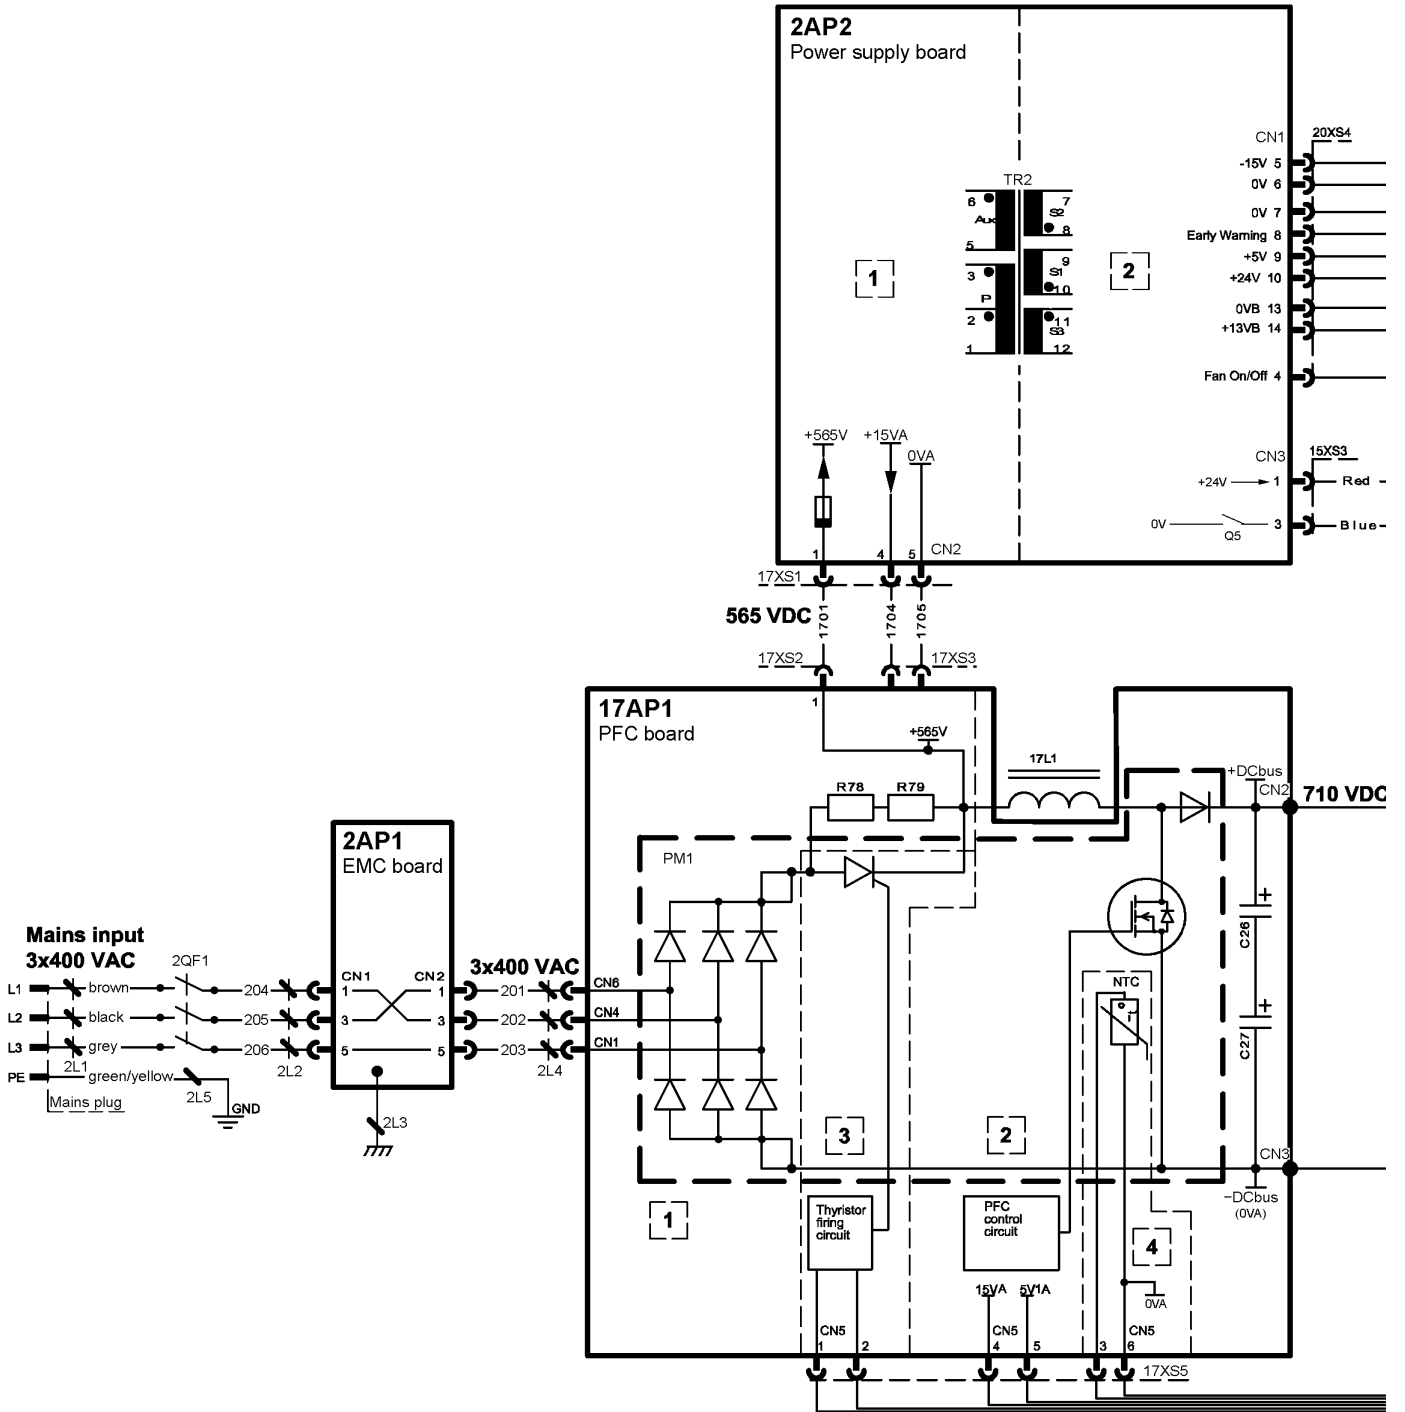 2AP2
Power supply board
CN1
20XS4
-15V 5
0V 6
0V 7
Early Warning 8
+5V 9
+24V 10
0VB 13
+13VB 14
Fan On/Off 4
TR2
6
Aux
5
3
P
2
1
7
S2
8
9
S1
10
11
S3
12
1
2
CN3
15XS3
+24V
1
Red
0V
Q5
3
Blue
+565V
+15VA
0VA
1
4
5
CN2
17XS1
565 VDC
1701
1704
1705
17XS2
17XS3
17AP1
PFC board
1
+565V
17L1
R78
R79
+DCbus
CN2
710 VDC
PM1
2AP1
EMC board
Mains input
3x400 VAC
2QF1
L1
brown
204
L2
black
205
L3
grey
206
PE
2L1
green/yellow
2L2
Mains plug
2L5
GND
CN1
CN2
1
1
3
3
5
5
2L3
3x400 VAC
201
202
203
2L4
CN6
CN4
CN1
NTC
-t
+
C26
+
C27
3
2
1
4
CN3
−DCbus
(0VA)
Thyristor
firing
circuit
PFC
control
circuit
15VA
5V1A
0VA
CN5
1
2
CN5
4
5
CN5
3
6
17XS5